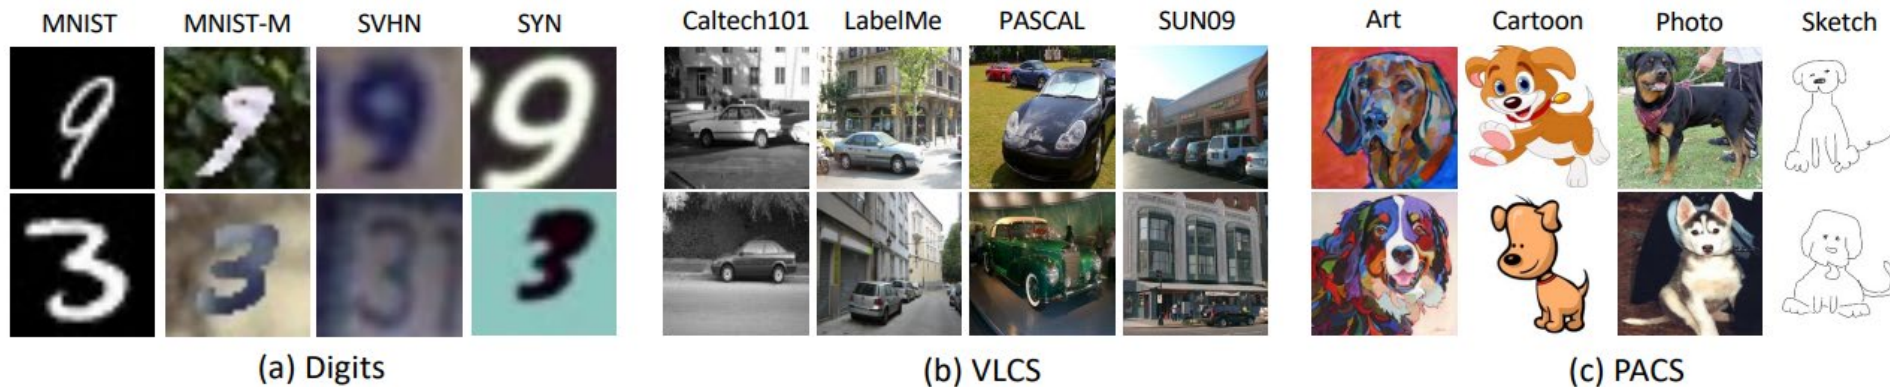 MNIST MNIST-M SVHN SYN Caltech101 LabelMe PASCAL SUN09 Art Cartoon Photo Sketch
9 9 9 9
3 3 3 3
(a) Digits (b) VLCS (c) PACS